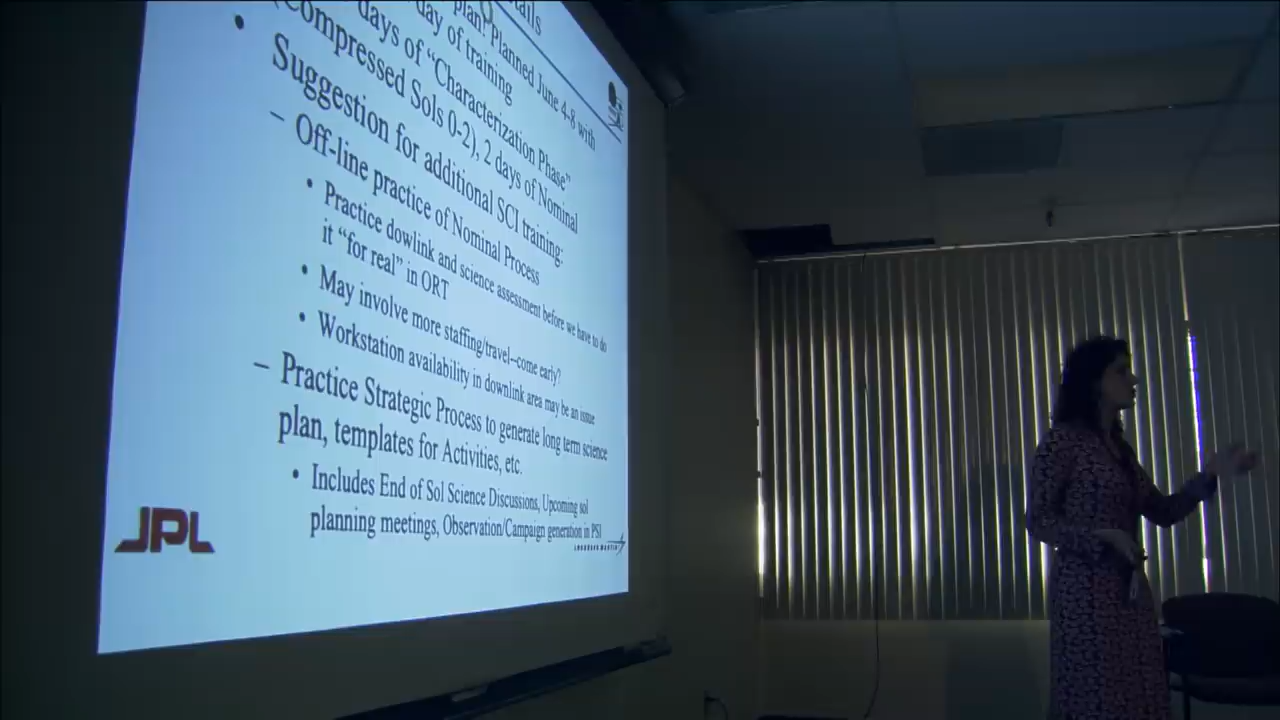 plan! Planned June 4-8 with
day of training
days of "Characterization Phase"
(Compressed Sols 0-2), 2 days of Nominal
• Suggestion for additional SCI training:
– Off-line practice of Nominal Process
• Practice dowlink and science assessment before we have to do
it "for real" in ORT
• May involve more staffing/travel--come early?
• Workstation availability in downlink area may be an issue
– Practice Strategic Process to generate long term science
plan, templates for Activities, etc.
• Includes End of Sol Science Discussions, Upcoming sol
planning meetings, Observation/Campaign generation in PSI
JPL
LOCKHEED MARTIN